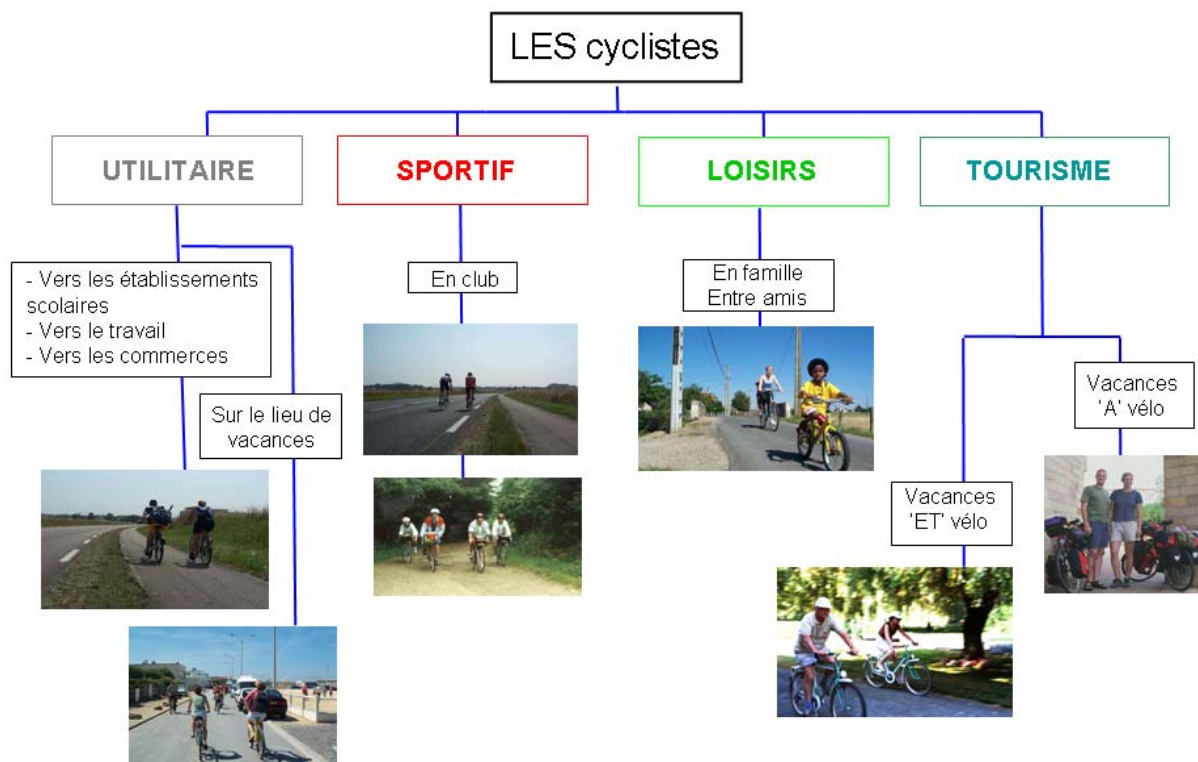 LES cyclistes
UTILITAIRE
SPORTIF
LOISIRS
TOURISME
- Vers les établissements
scolaires
- Vers le travail
- Vers les commerces
Sur le lieu de
vacances
En club
En famille
Entre amis
Vacances
'ET' vélo
Vacances
'A' vélo